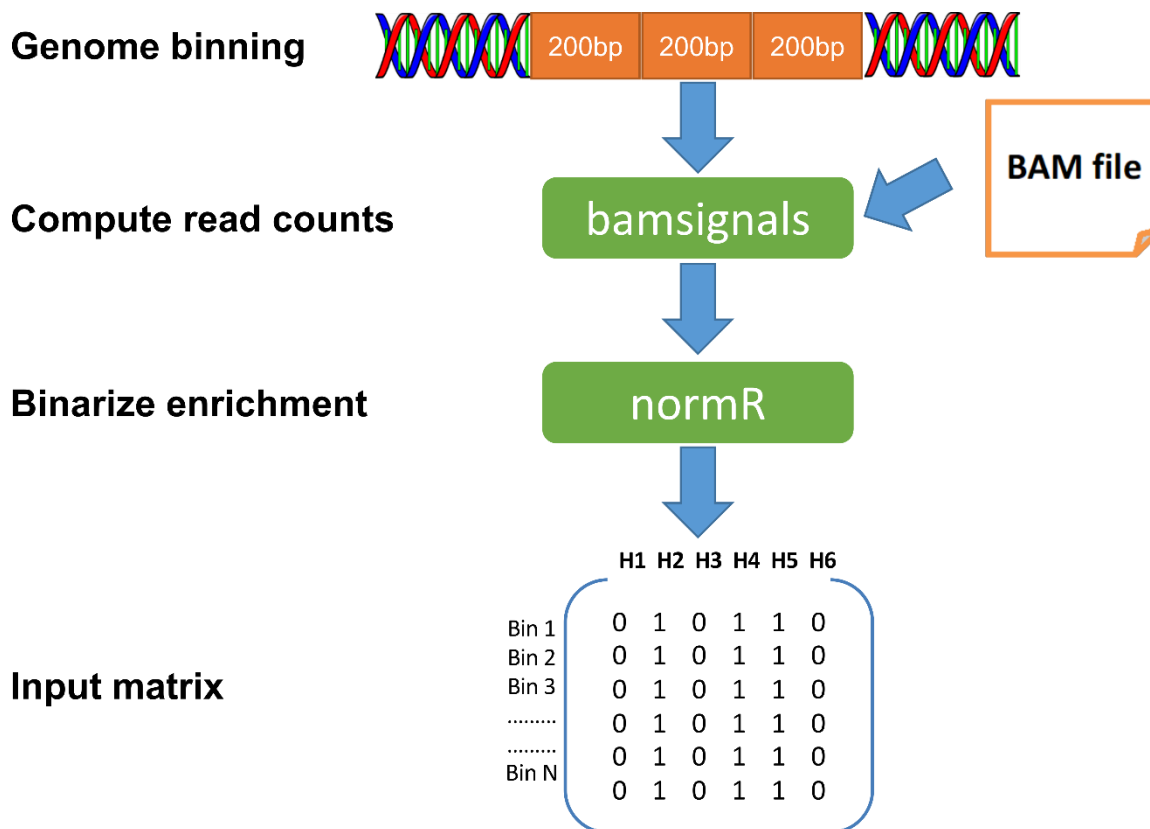 Genome binning
200bp 200bp 200bp
BAM file
Compute read counts
bamsignals
Binarize enrichment
normR
H1 H2 H3 H4 H5 H6
Bin 1 0 1 0 1 1 0
Bin 2 0 1 0 1 1 0
Bin 3 0 1 0 1 1 0
Input matrix
......... 0 1 0 1 1 0
......... 0 1 0 1 1 0
Bin N 0 1 0 1 1 0